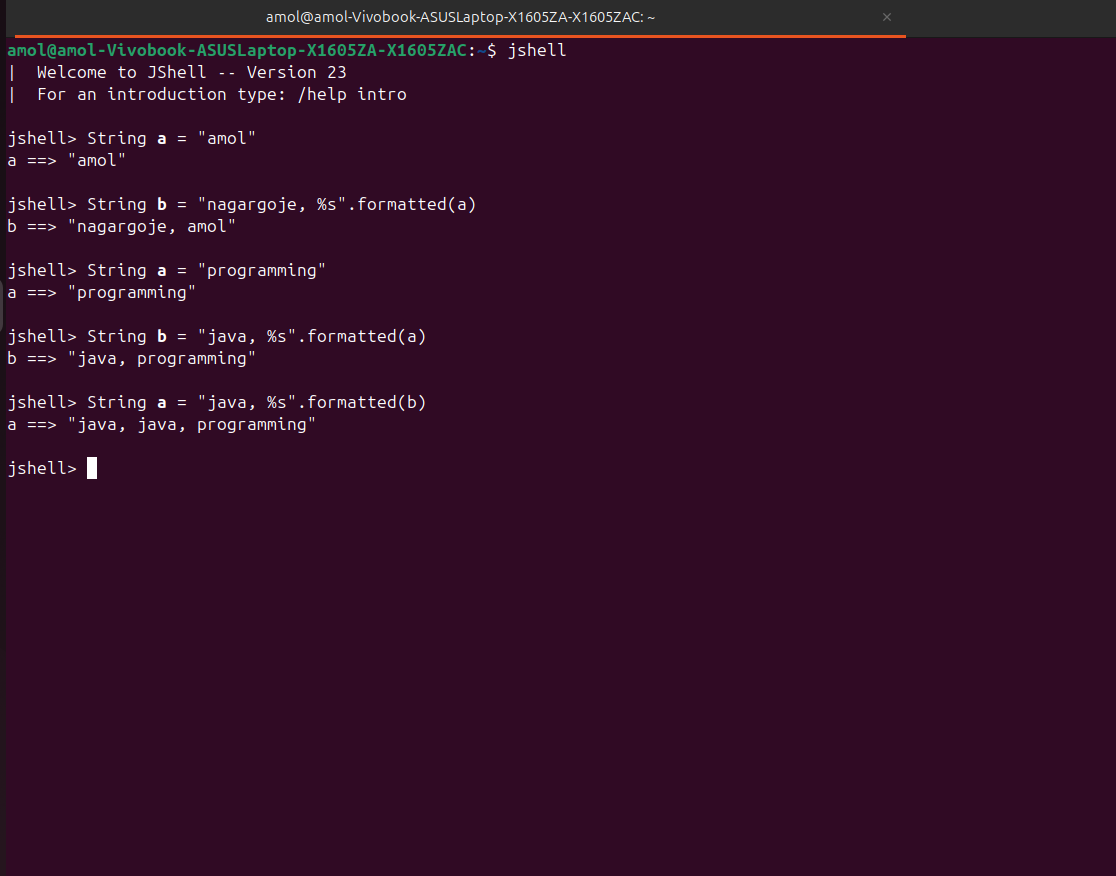 amol@amol-Vivobook-ASUSLaptop-X1605ZA-X1605ZAC: ~ ×
amol@amol-Vivobook-ASUSLaptop-X1605ZA-X1605ZAC:~$ jshell
|  Welcome to JShell -- Version 23
|  For an introduction type: /help intro
jshell> String a = "amol"
a ==> "amol"
jshell> String b = "nagargoje, %s".formatted(a)
b ==> "nagargoje, amol"
jshell> String a = "programming"
a ==> "programming"
jshell> String b = "java, %s".formatted(a)
b ==> "java, programming"
jshell> String a = "java, %s".formatted(b)
a ==> "java, java, programming"
jshell>